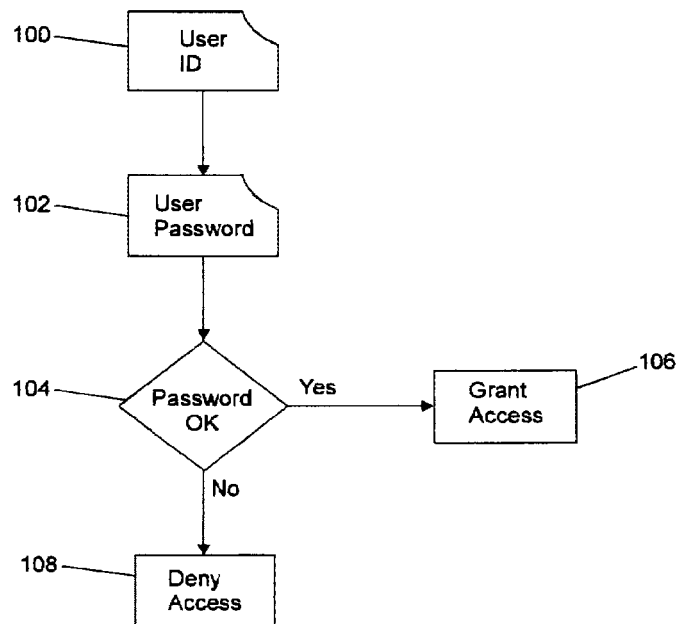 100
User
ID
102
User
Password
104
Password
OK
Yes
106
Grant
Access
No
108
Deny
Access